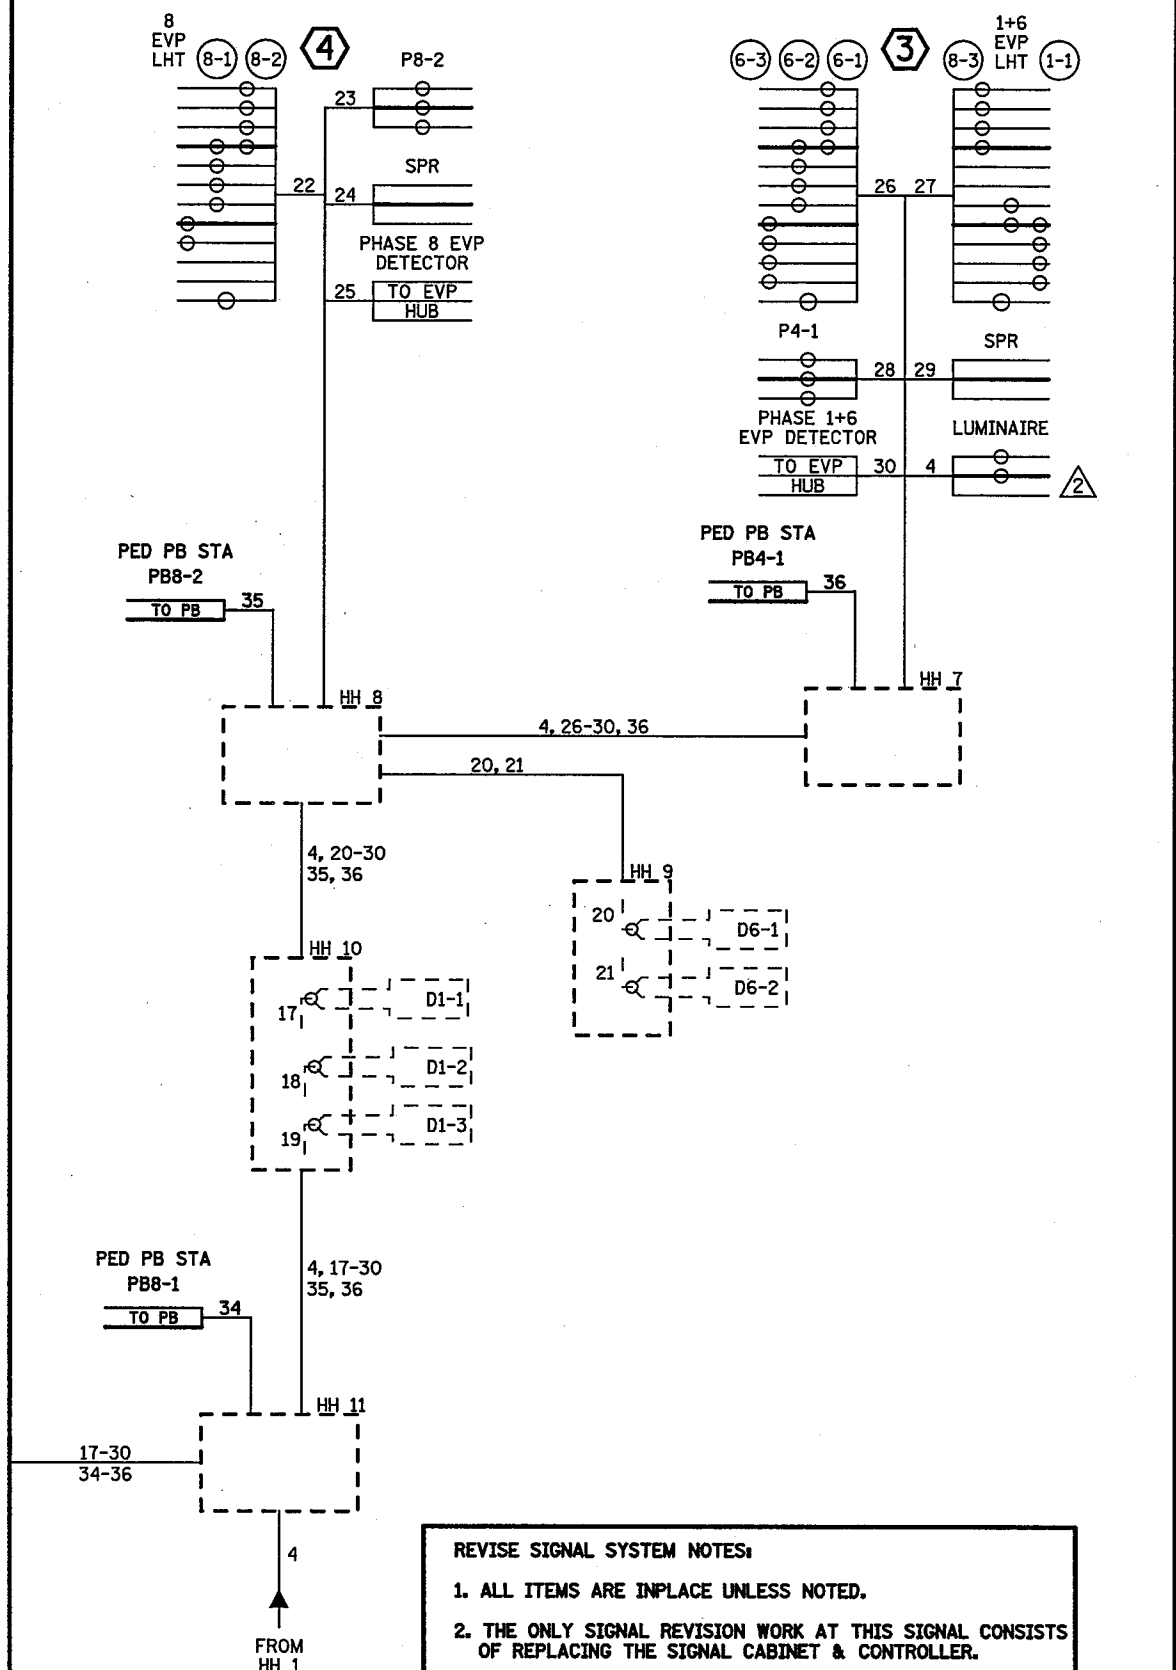 8
EVP
LHT
8-1
8-2
4
P8-2
23
22
SPR
24
PHASE 8 EVP
DETECTOR
25
TO EVP
HUB
6-3
6-2
6-1
3
8-3
1+6
EVP
LHT
1-1
26
27
P4-1
28
29
SPR
PHASE 1+6
EVP DETECTOR
TO EVP
HUB
30
4
LUMINAIRE
2
PED PB STA
PB8-2
TO PB
35
PED PB STA
PB4-1
TO PB
36
HH 8
HH 7
4, 26-30, 36
20, 21
4, 20-30
35, 36
HH 9
20
D6-1
21
D6-2
HH 10
17
D1-1
18
D1-2
19
D1-3
4, 17-30
35, 36
PED PB STA
PB8-1
TO PB
34
HH 11
17-30
34-36
4
FROM
HH 1
REVISE SIGNAL SYSTEM NOTES:
1. ALL ITEMS ARE INPLACE UNLESS NOTED.
2. THE ONLY SIGNAL REVISION WORK AT THIS SIGNAL CONSISTS
OF REPLACING THE SIGNAL CABINET & CONTROLLER.